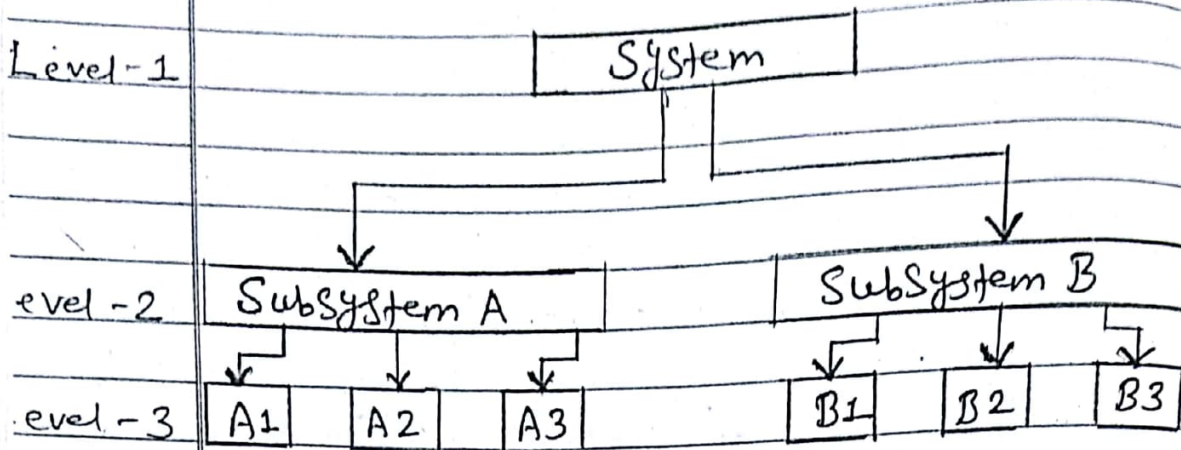 Level-1 System
evel-2 Subsystem A Subsystem B
evel-3 A1 A2 A3 B1 B2 B3